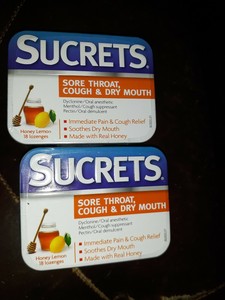 SUCRETS
SORE THROAT,
COUGH & DRY MOUTH
Dyclonine/Oral anesthetic
Menthol/Cough suppressant
Pectin/Oral demulcent
Immediate Pain & Cough Relief
Soothes Dry Mouth
Made with Real Honey
Honey Lemon
18 lozenges
SUCRETS
SORE THROAT,
COUGH & DRY MOUTH
Dyclonine/Oral anesthetic
Menthol/Cough suppressant
Pectin/Oral demulcent
Immediate Pain & Cough Relief
Soothes Dry Mouth
Made with Real Honey
Honey Lemon
18 lozenges